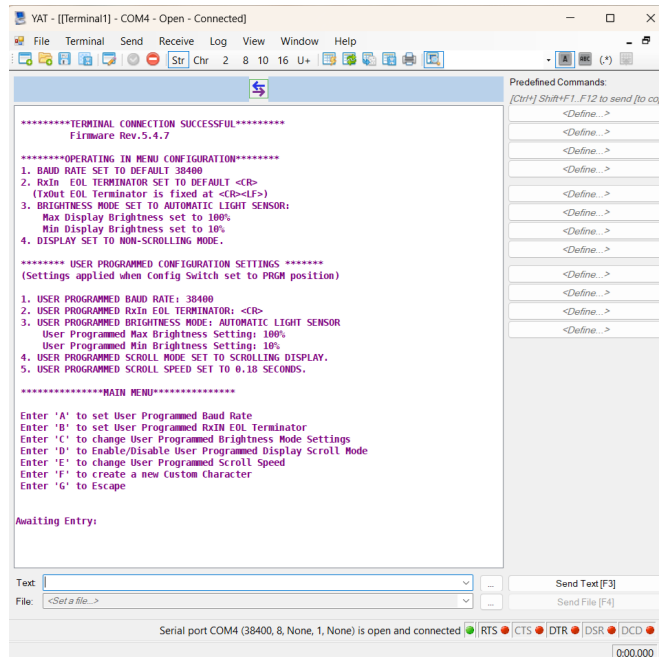 YAT - [[Terminal1] - COM4 - Open - Connected]
File Terminal Send Receive Log View Window Help
Str Chr 2 8 10 16 U+ A ABC (.*)
Predefined Commands:
[Ctrl+] Shift+F1..F12 to send [to co
<Define...>
<Define...>
<Define...>
<Define...>
<Define...>
<Define...>
<Define...>
<Define...>
<Define...>
<Define...>
<Define...>
<Define...>
*********TERMINAL CONNECTION SUCCESSFUL*********
Firmware Rev.5.4.7
********OPERATING IN MENU CONFIGURATION********
1. BAUD RATE SET TO DEFAULT 38400
2. RxIn EOL TERMINATOR SET TO DEFAULT <CR>
(TxOut EOL Terminator is fixed at <CR><LF>)
3. BRIGHTNESS MODE SET TO AUTOMATIC LIGHT SENSOR:
Max Display Brightness set to 100%
Min Display Brightness set to 10%
4. DISPLAY SET TO NON-SCROLLING MODE.
******** USER PROGRAMMED CONFIGURATION SETTINGS *******
(Settings applied when Config Switch set to PRGM position)
1. USER PROGRAMMED BAUD RATE: 38400
2. USER PROGRAMMED RxIn EOL TERMINATOR: <CR>
3. USER PROGRAMMED BRIGHTNESS MODE: AUTOMATIC LIGHT SENSOR
User Programmed Max Brightness Setting: 100%
User Programmed Min Brightness Setting: 10%
4. USER PROGRAMMED SCROLL MODE SET TO SCROLLING DISPLAY.
5. USER PROGRAMMED SCROLL SPEED SET TO 0.18 SECONDS.
***************MAIN MENU***************
Enter 'A' to set User Programmed Baud Rate
Enter 'B' to set User Programmed RxIN EOL Terminator
Enter 'C' to change User Programmed Brightness Mode Settings
Enter 'D' to Enable/Disable User Programmed Display Scroll Mode
Enter 'E' to change User Programmed Scroll Speed
Enter 'F' to create a new Custom Character
Enter 'G' to Escape
Awaiting Entry:
Text: ... Send Text [F3]
File: <Set a file...> ... Send File [F4]
Serial port COM4 (38400, 8, None, 1, None) is open and connected RTS CTS DTR DSR DCD
0:00.000